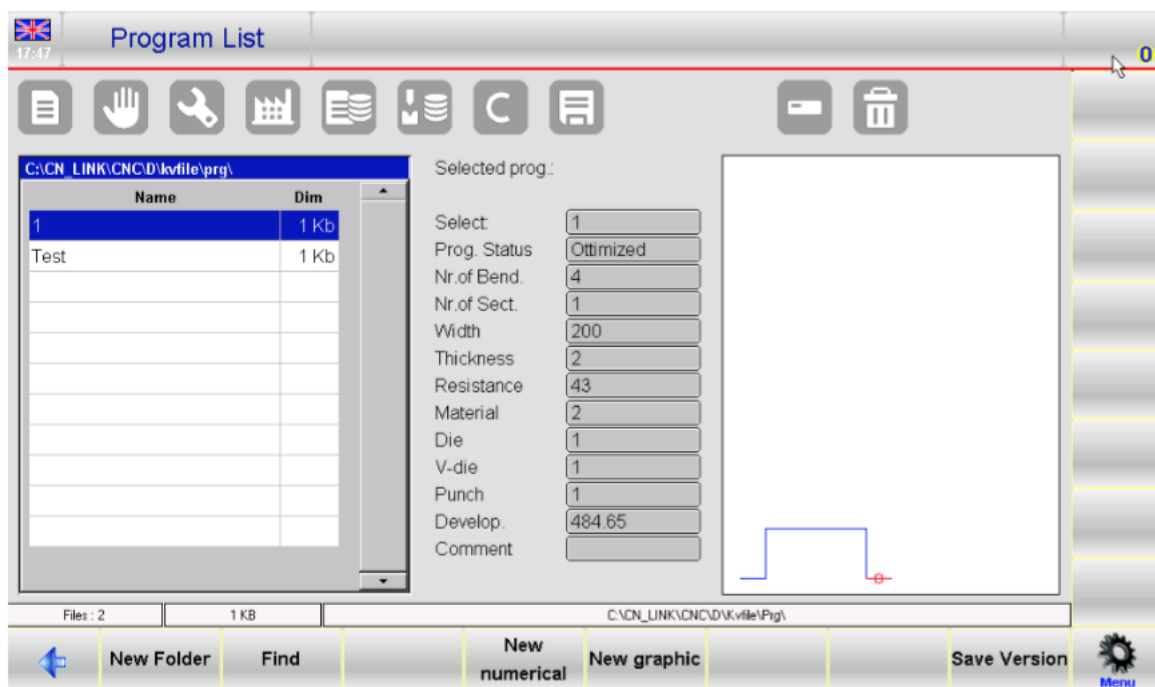 17:47
Program List
0
C
C:\CN_LINK\CNC\D\kvfile\prg\
Name Dim
1 1 Kb
Test 1 Kb
Selected prog.:
Select: 1
Prog. Status Ottimized
Nr.of Bend. 4
Nr.of Sect. 1
Width 200
Thickness 2
Resistance 43
Material 2
Die 1
V-die 1
Punch 1
Develop. 484.65
Comment
Files : 2 1 KB C:\CN_LINK\CNC\D\Kvfile\Prg\
New Folder Find New numerical New graphic Save Version Menu